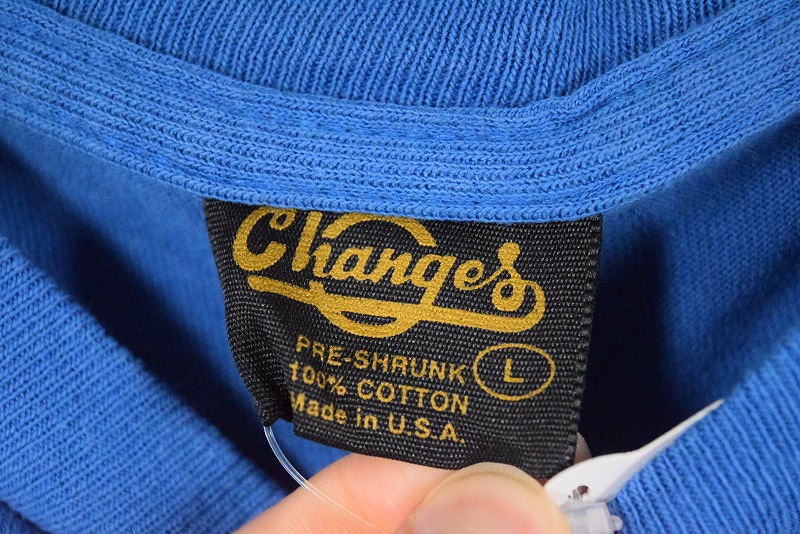 Changes
PRE-SHRUNK
100% COTTON
Made in U.S.A.
L